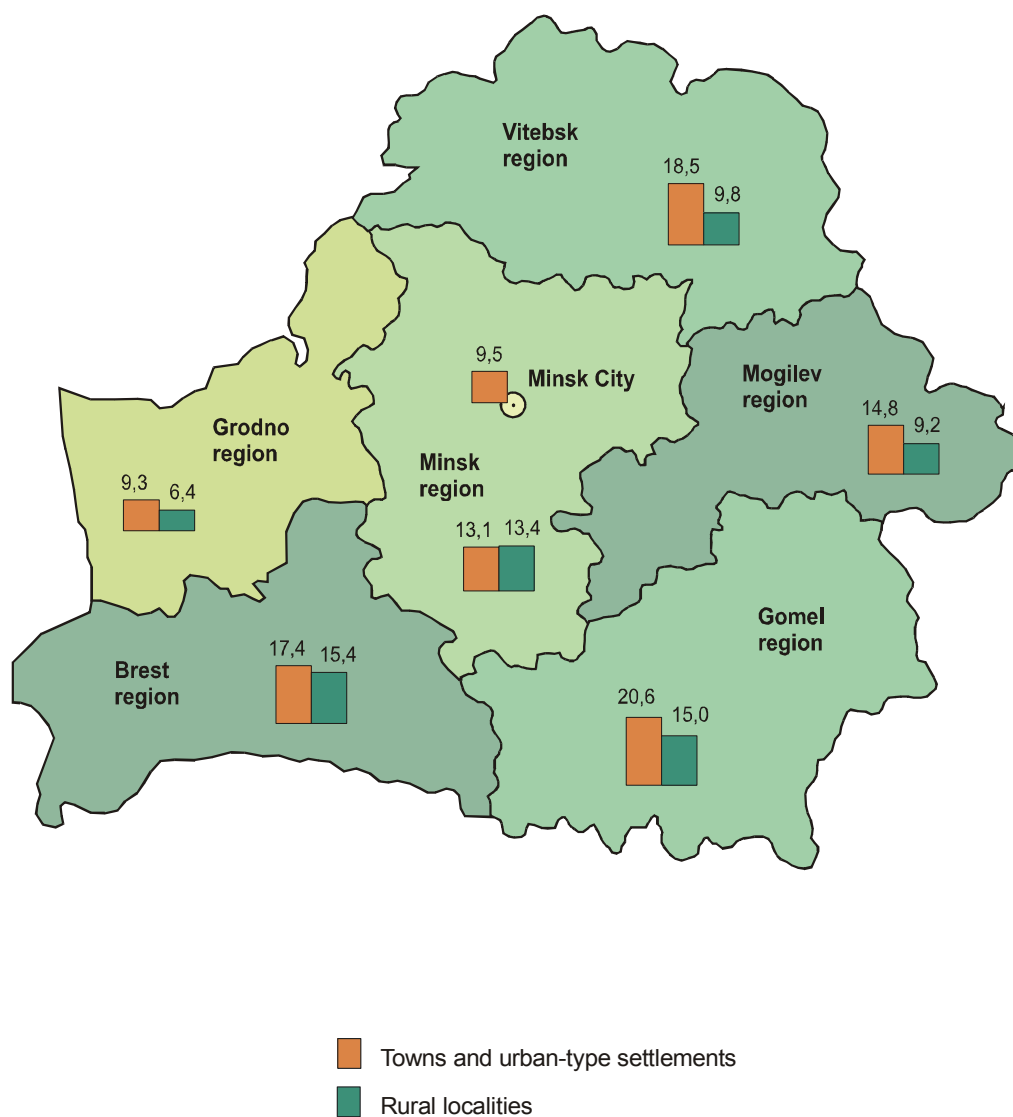 Vitebsk
region
18,5
9,8
9,5
Minsk City
Mogilev
region
14,8
9,2
Grodno
region
9,3
6,4
Minsk
region
13,1
13,4
Gomel
region
20,6
15,0
Brest
region
17,4
15,4
Towns and urban-type settlements
Rural localities